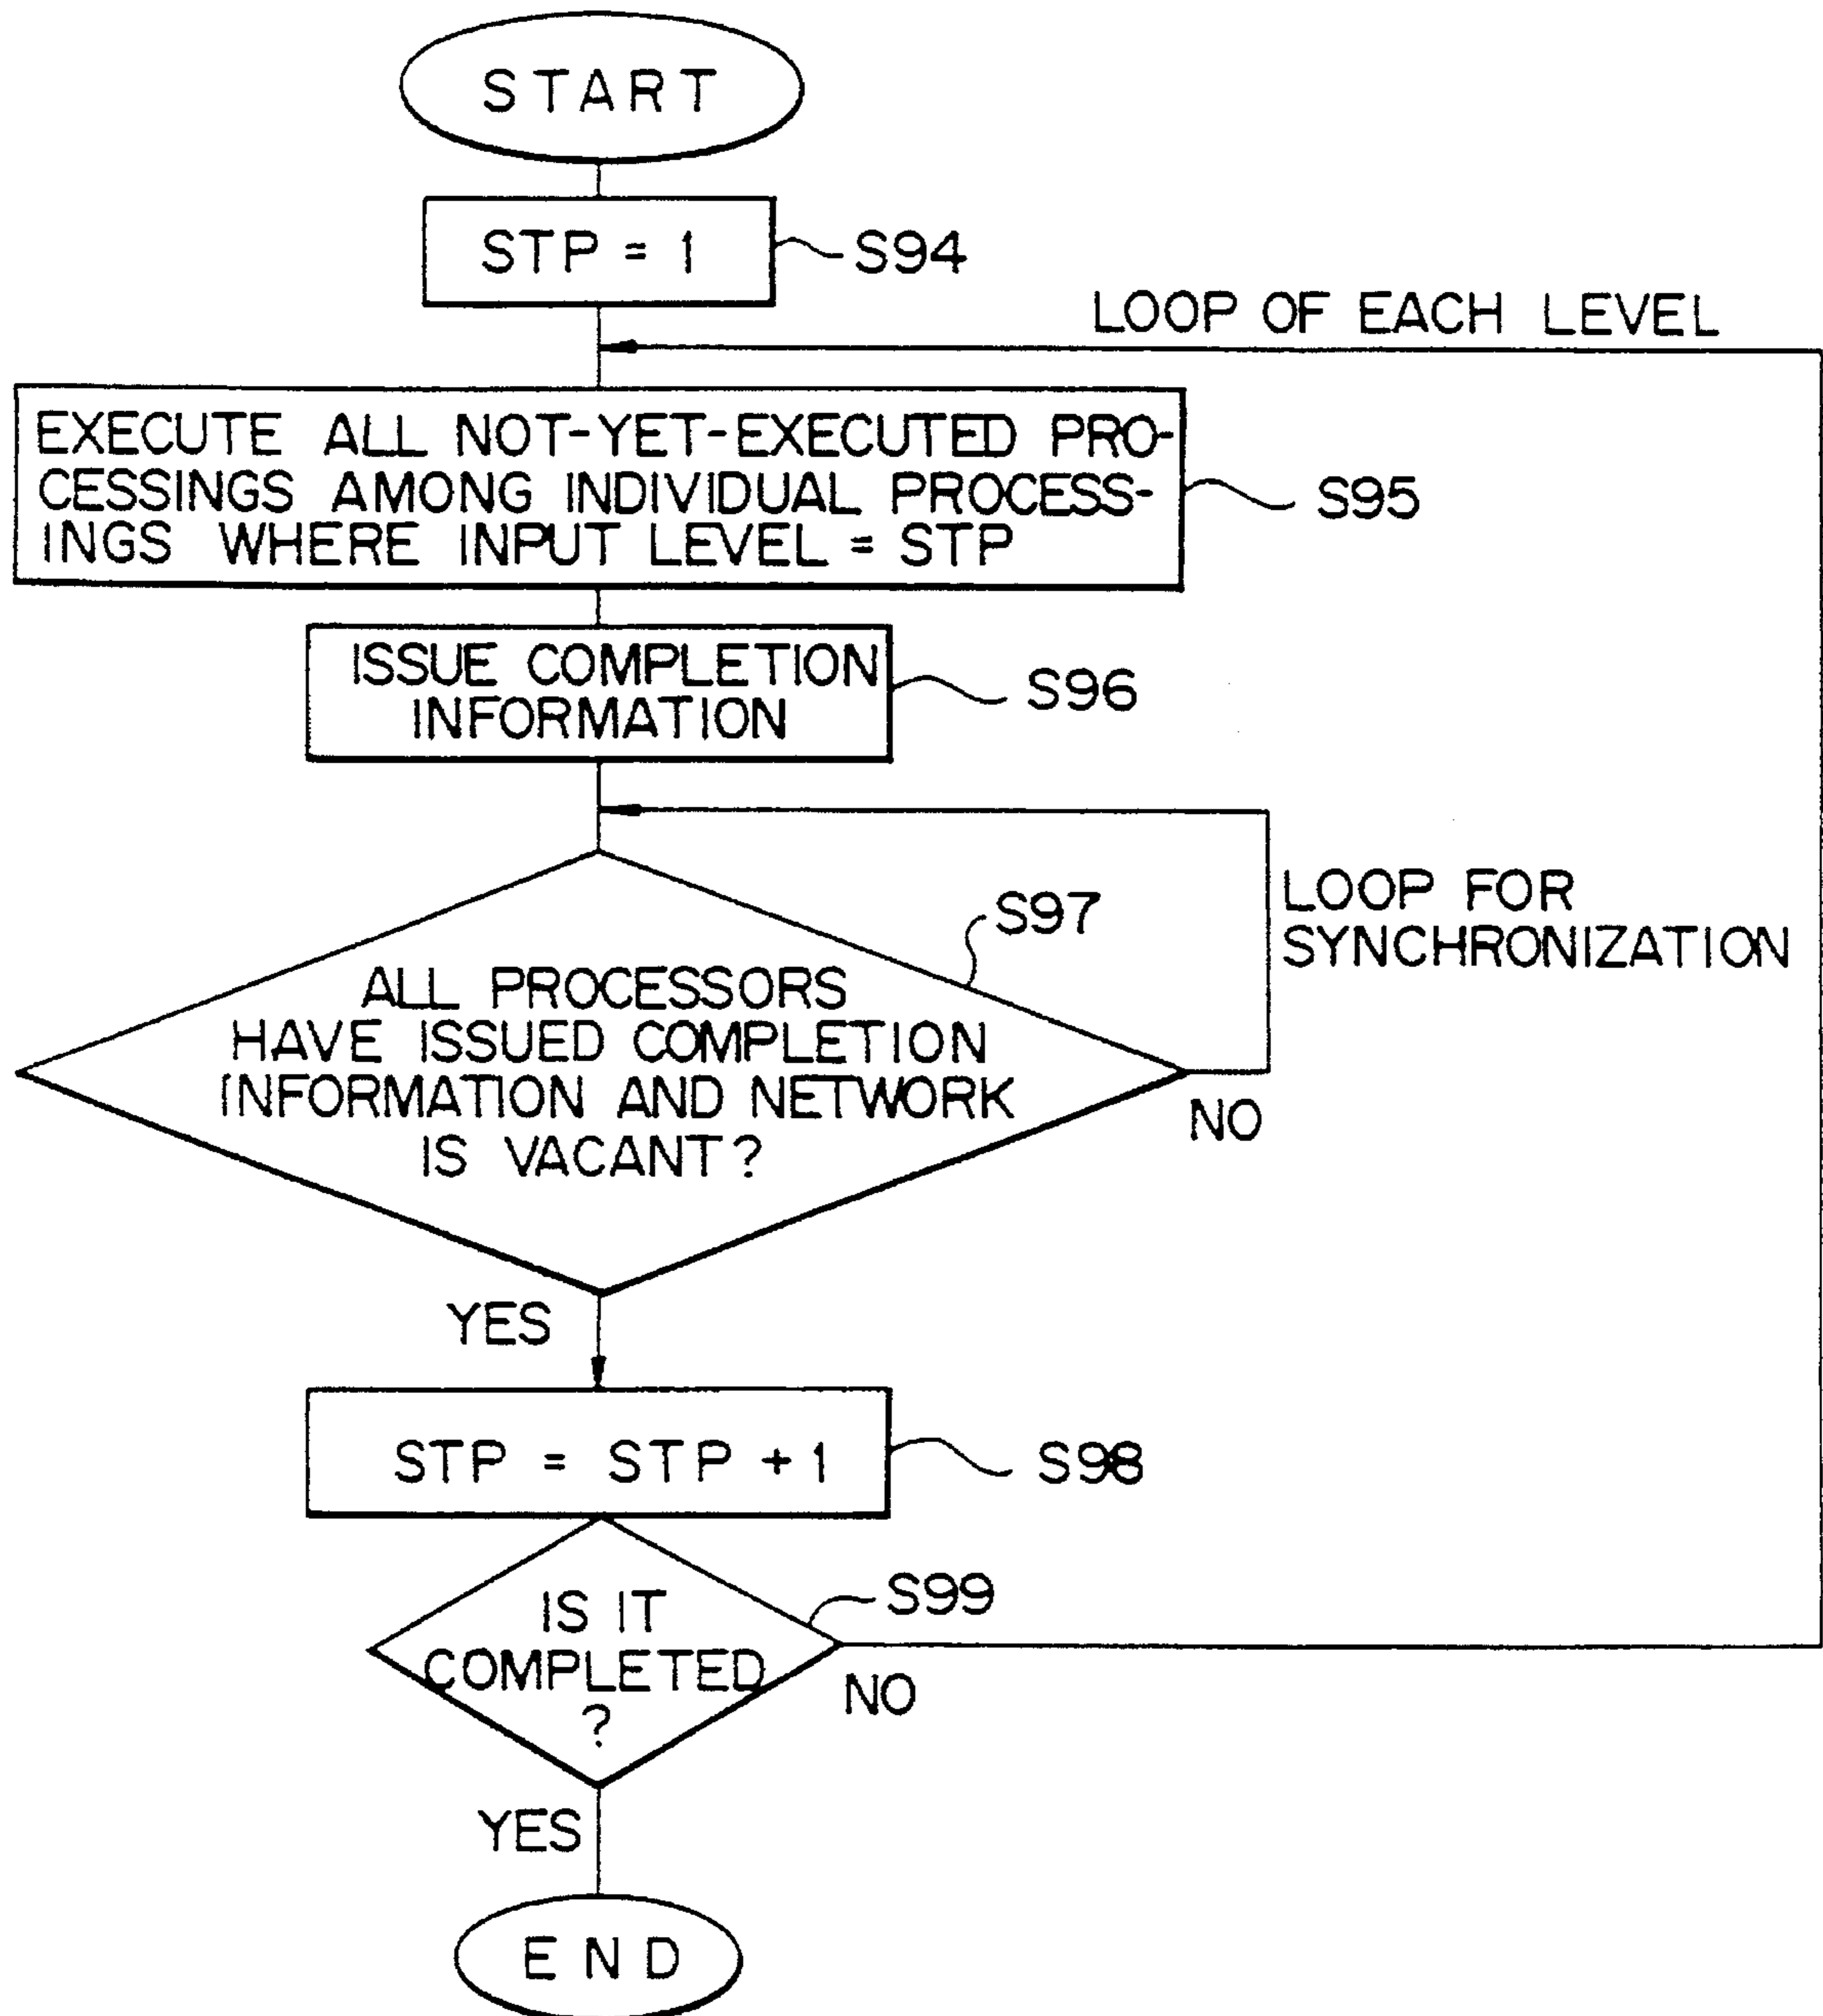 START
STP = 1
S94
LOOP OF EACH LEVEL
EXECUTE ALL NOT-YET-EXECUTED PRO-
CESSINGS AMONG INDIVIDUAL PROCESS-
INGS WHERE INPUT LEVEL = STP
S95
ISSUE COMPLETION
INFORMATION
S96
S97
LOOP FOR
SYNCHRONIZATION
ALL PROCESSORS
HAVE ISSUED COMPLETION
INFORMATION AND NETWORK
IS VACANT?
NO
YES
STP = STP + 1
S98
S99
IS IT
COMPLETED
?
NO
YES
END